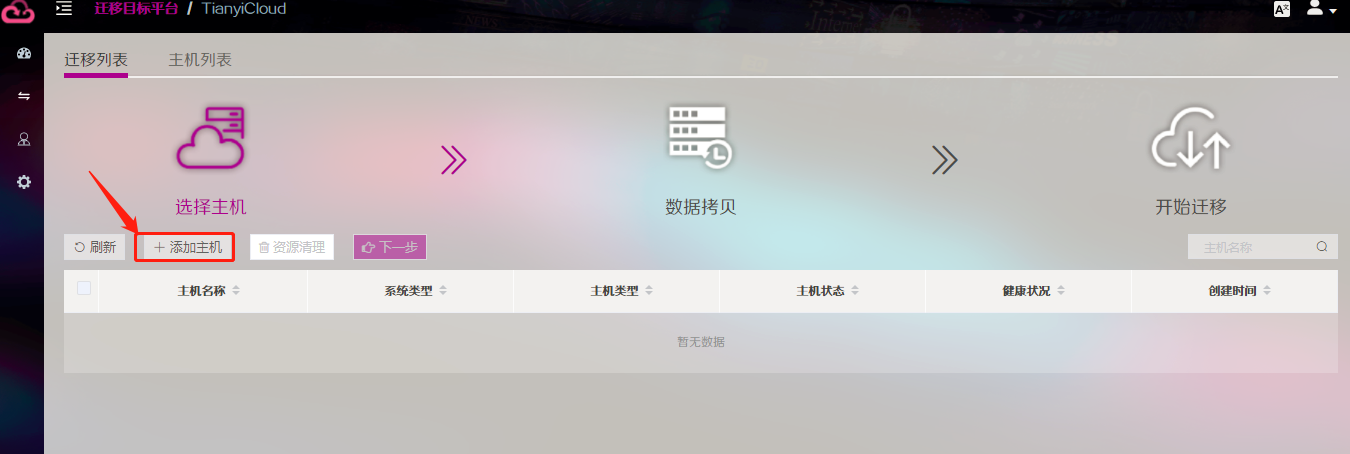 迁移目标平台 / TianyiCloud
迁移列表 主机列表
选择主机 数据拷贝 开始迁移
刷新 添加主机 资源清理 下一步 主机名称
主机名称 系统类型 主机类型 主机状态 健康状况 创建时间
暂无数据